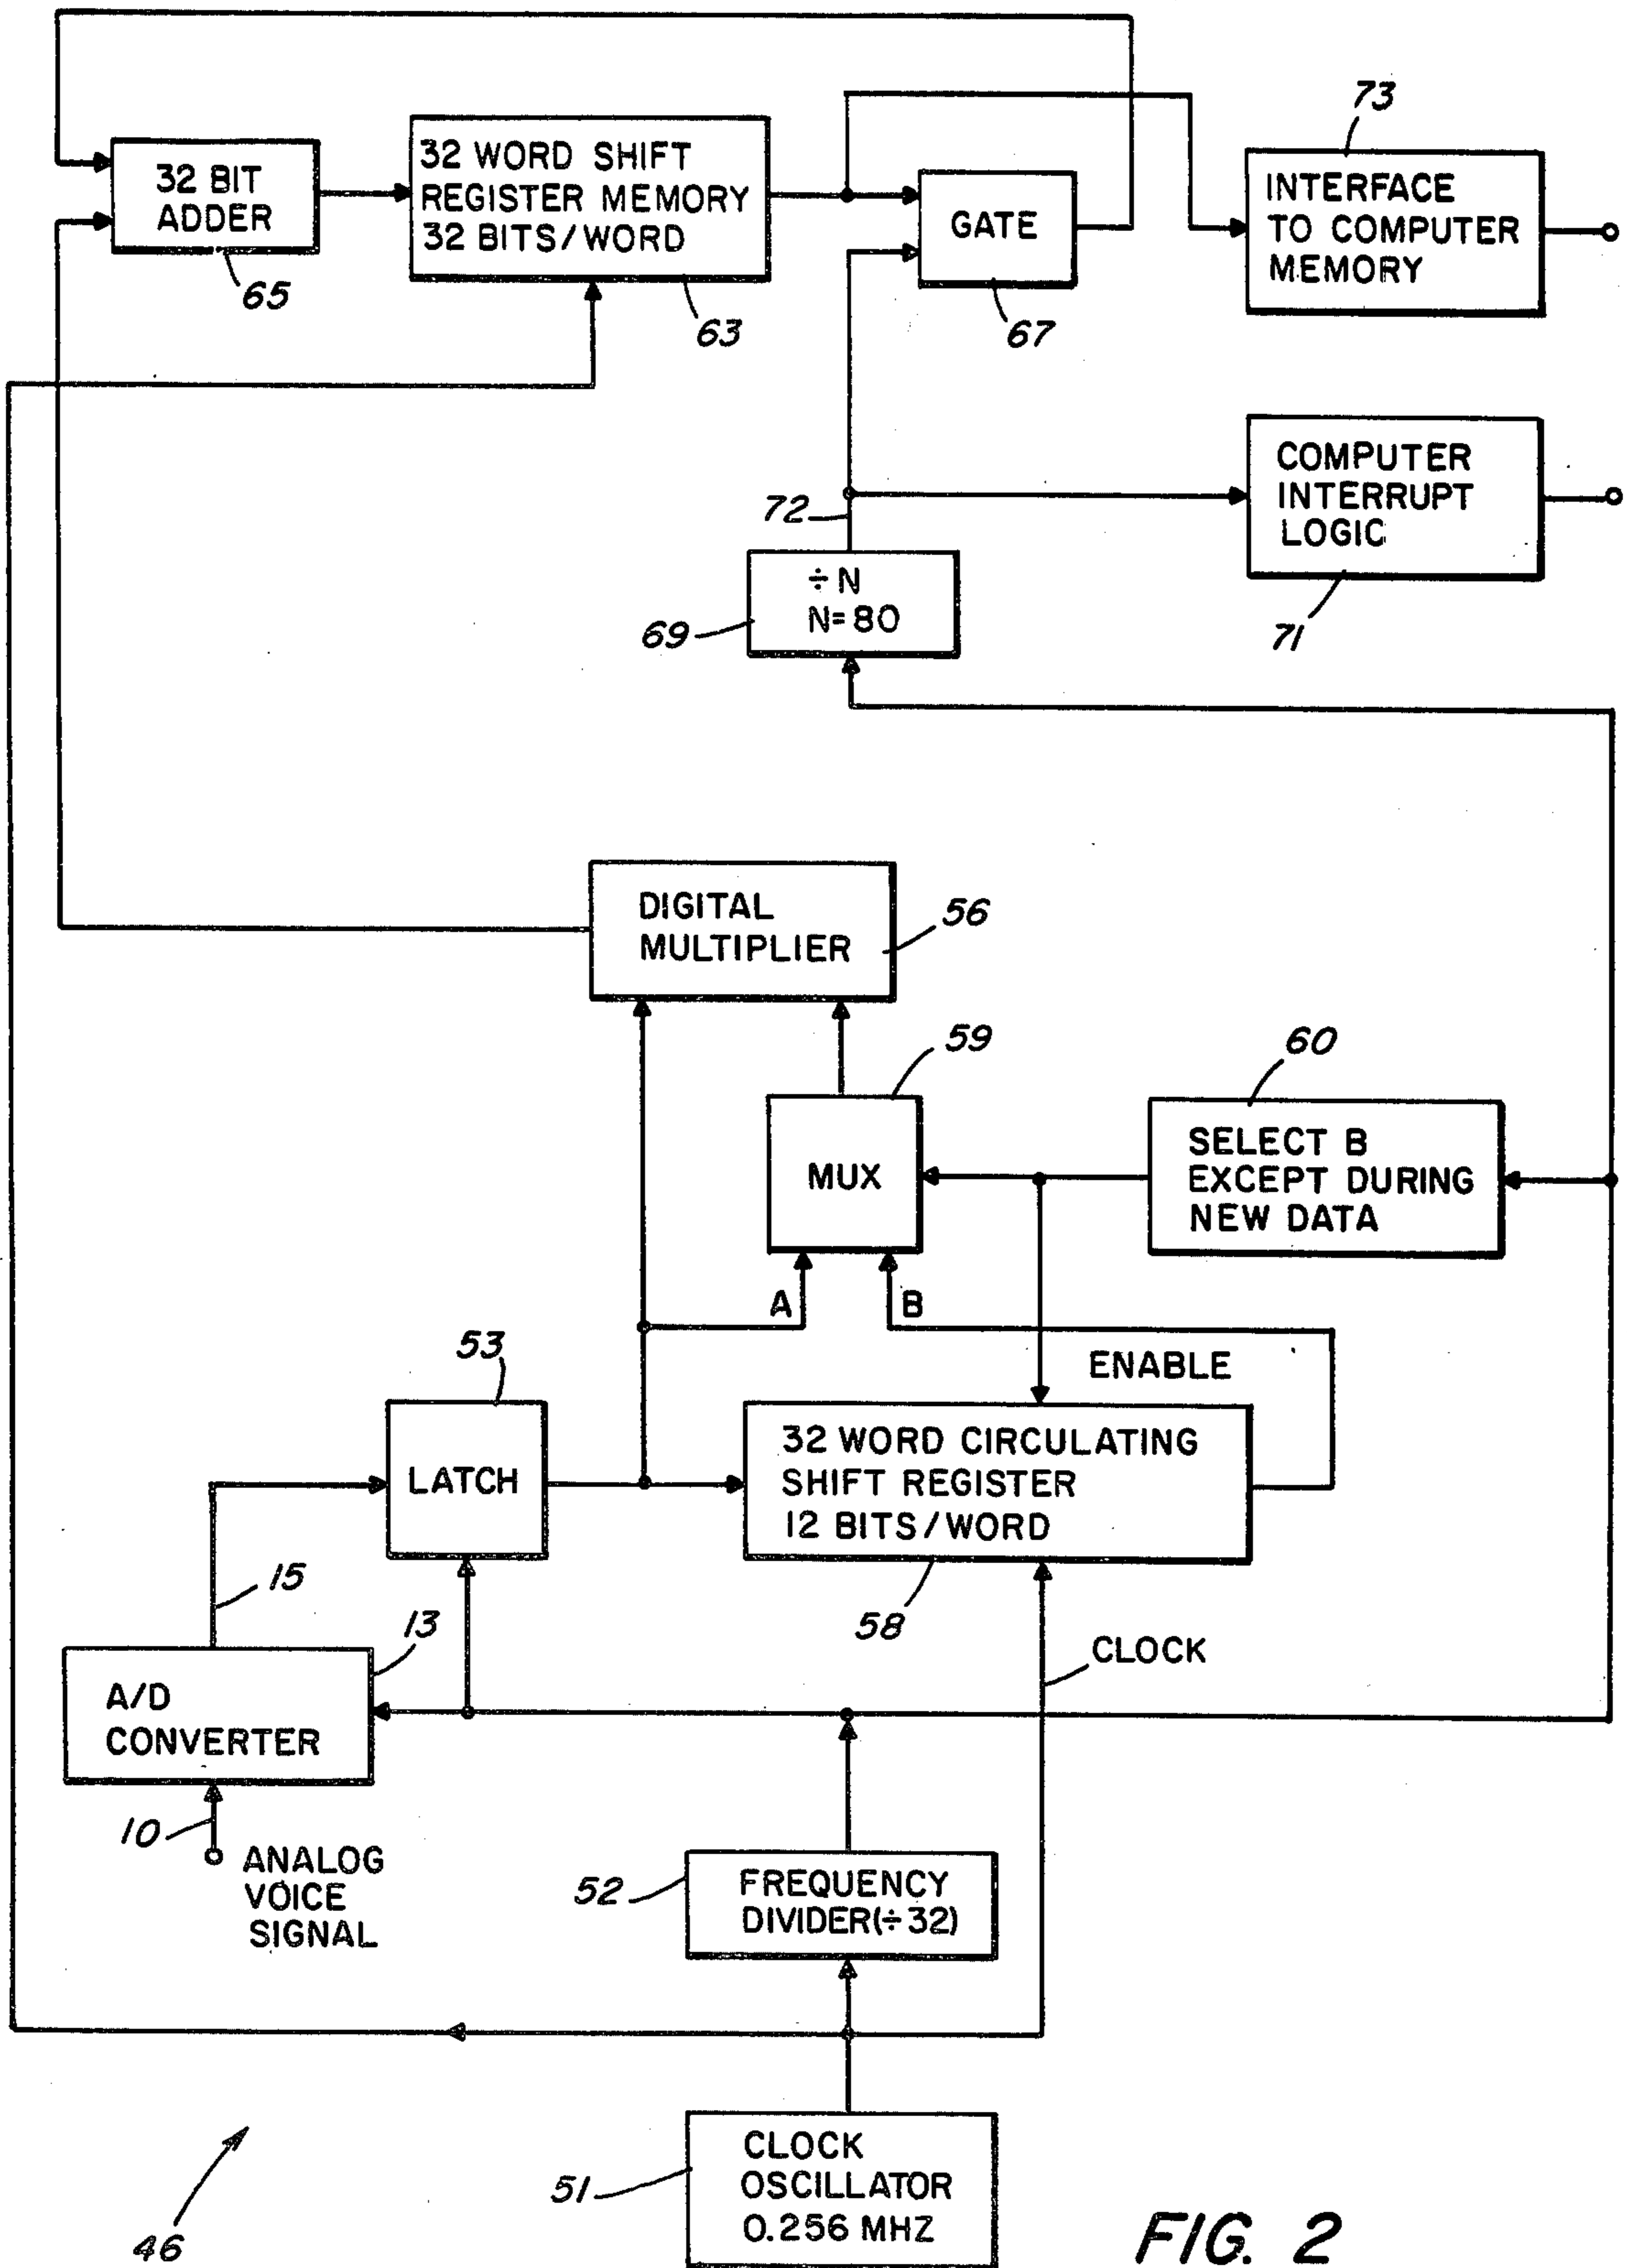 73
32 BIT
ADDER
65
32 WORD SHIFT
REGISTER MEMORY
32 BITS/WORD
63
GATE
67
INTERFACE
TO COMPUTER
MEMORY
COMPUTER
INTERRUPT
LOGIC
71
72
÷ N
N=80
69
DIGITAL
MULTIPLIER
56
59
60
MUX
SELECT B
EXCEPT DURING
NEW DATA
A
B
53
ENABLE
LATCH
32 WORD CIRCULATING
SHIFT REGISTER
12 BITS/WORD
58
15
13
CLOCK
A/D
CONVERTER
10
ANALOG
VOICE
SIGNAL
52
FREQUENCY
DIVIDER(÷32)
51
CLOCK
OSCILLATOR
0.256 MHZ
46
FIG. 2